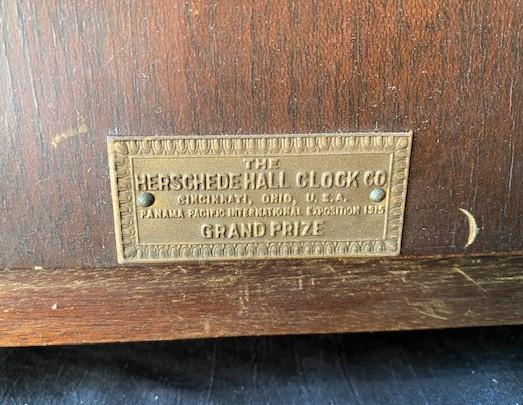 THE
HERSCHEDE HALL CLOCK CO
CINCINNATI, OHIO, U.S.A.
PANAMA PACIFIC INTERNATIONAL EXPOSITION 1915
GRAND PRIZE